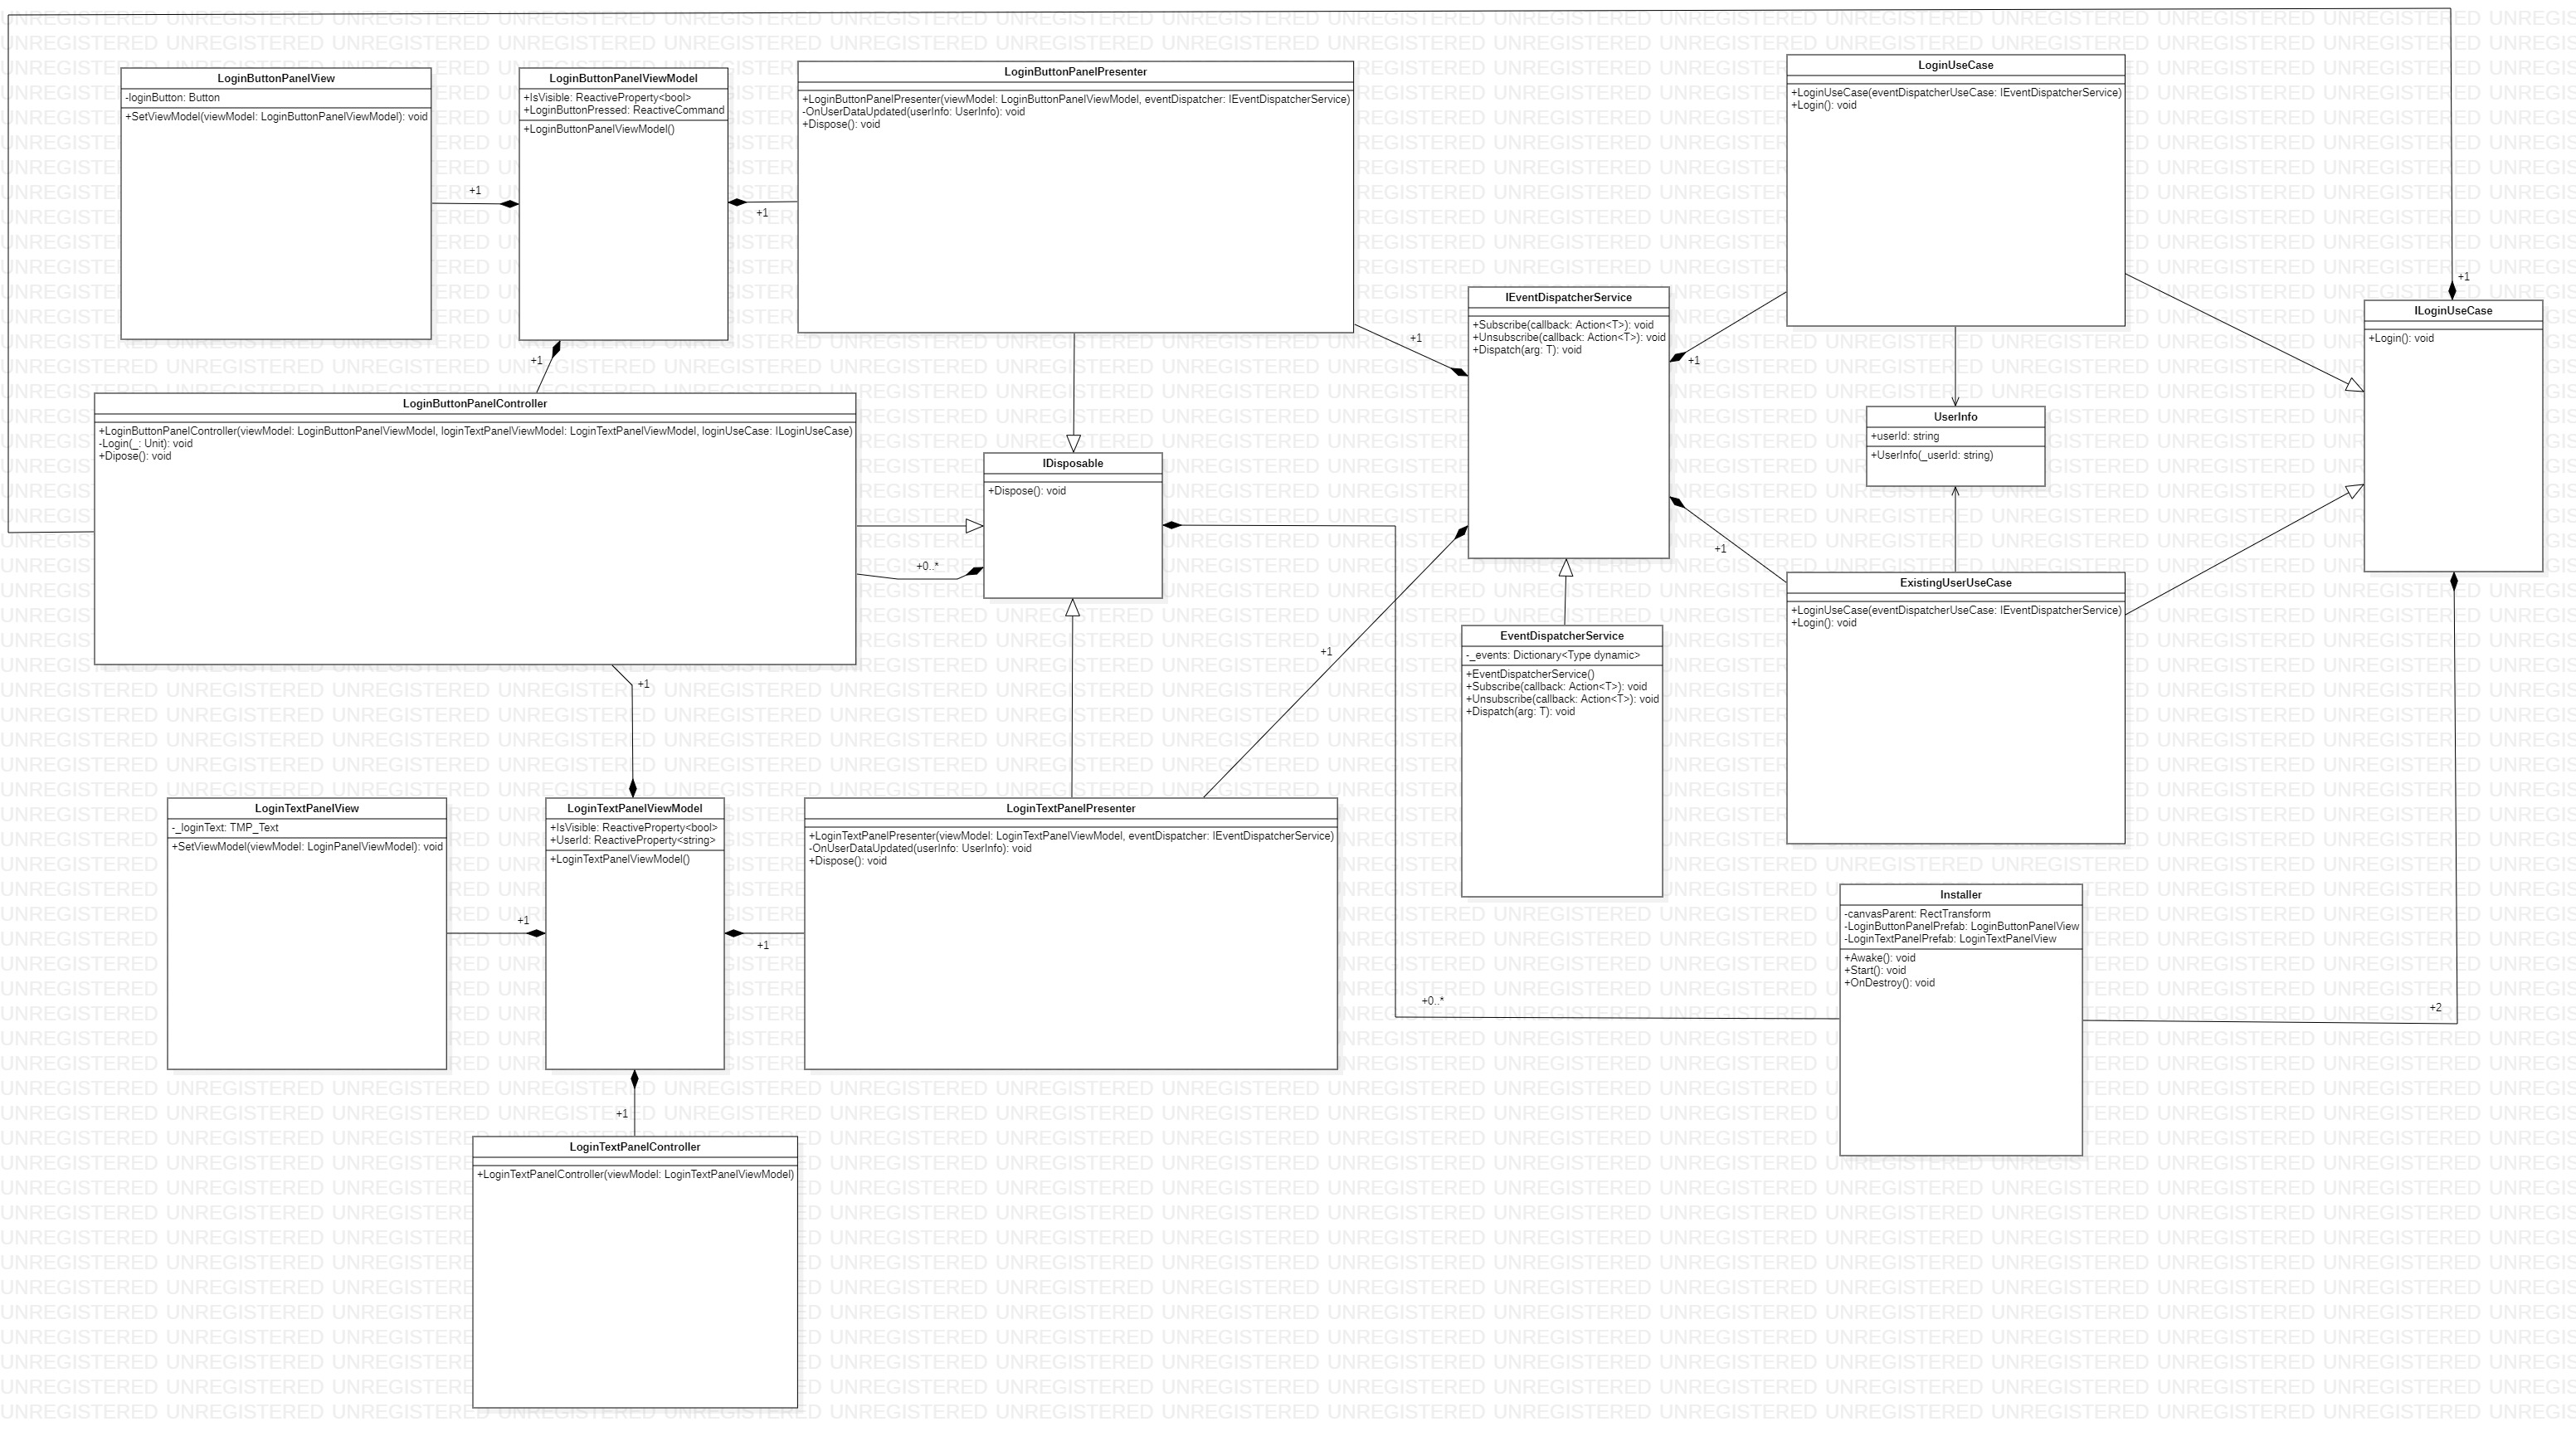 LoginButtonPanelView
-loginButton: Button
+SetViewModel(viewModel: LoginButtonPanelViewModel): void
+1
LoginButtonPanelViewModel
+IsVisible: ReactiveProperty<bool>
+LoginButtonPressed: ReactiveCommand
+LoginButtonPanelViewModel()
+1
LoginButtonPanelPresenter
+LoginButtonPanelPresenter(viewModel: LoginButtonPanelViewModel, eventDispatcher: IEventDispatcherService)
-OnUserDataUpdated(userInfo: UserInfo): void
+Dispose(): void
+1
IEventDispatcherService
+Subscribe(callback: Action<T>): void
+Unsubscribe(callback: Action<T>): void
+Dispatch(arg: T): void
+1
LoginUseCase
+LoginUseCase(eventDispatcherUseCase: IEventDispatcherService)
+Login(): void
+1
ILoginUseCase
+Login(): void
UserInfo
+userId: string
+UserInfo(_userId: string)
+1
LoginButtonPanelController
+LoginButtonPanelController(viewModel: LoginButtonPanelViewModel, loginTextPanelViewModel: LoginTextPanelViewModel, loginUseCase: ILoginUseCase)
-Login(_: Unit): void
+Dipose(): void
+0..*
IDisposable
+Dispose(): void
+1
ExistingUserUseCase
+LoginUseCase(eventDispatcherUseCase: IEventDispatcherService)
+Login(): void
EventDispatcherService
-_events: Dictionary<Type dynamic>
+EventDispatcherService()
+Subscribe(callback: Action<T>): void
+Unsubscribe(callback: Action<T>): void
+Dispatch(arg: T): void
+1
+1
LoginTextPanelView
-_loginText: TMP_Text
+SetViewModel(viewModel: LoginPanelViewModel): void
+1
LoginTextPanelViewModel
+IsVisible: ReactiveProperty<bool>
+UserId: ReactiveProperty<string>
+LoginTextPanelViewModel()
+1
LoginTextPanelPresenter
+LoginTextPanelPresenter(viewModel: LoginTextPanelViewModel, eventDispatcher: IEventDispatcherService)
-OnUserDataUpdated(userInfo: UserInfo): void
+Dispose(): void
+0..*
Installer
-canvasParent: RectTransform
-LoginButtonPanelPrefab: LoginButtonPanelView
-LoginTextPanelPrefab: LoginTextPanelView
+Awake(): void
+Start(): void
+OnDestroy(): void
+2
+1
LoginTextPanelController
+LoginTextPanelController(viewModel: LoginTextPanelViewModel)